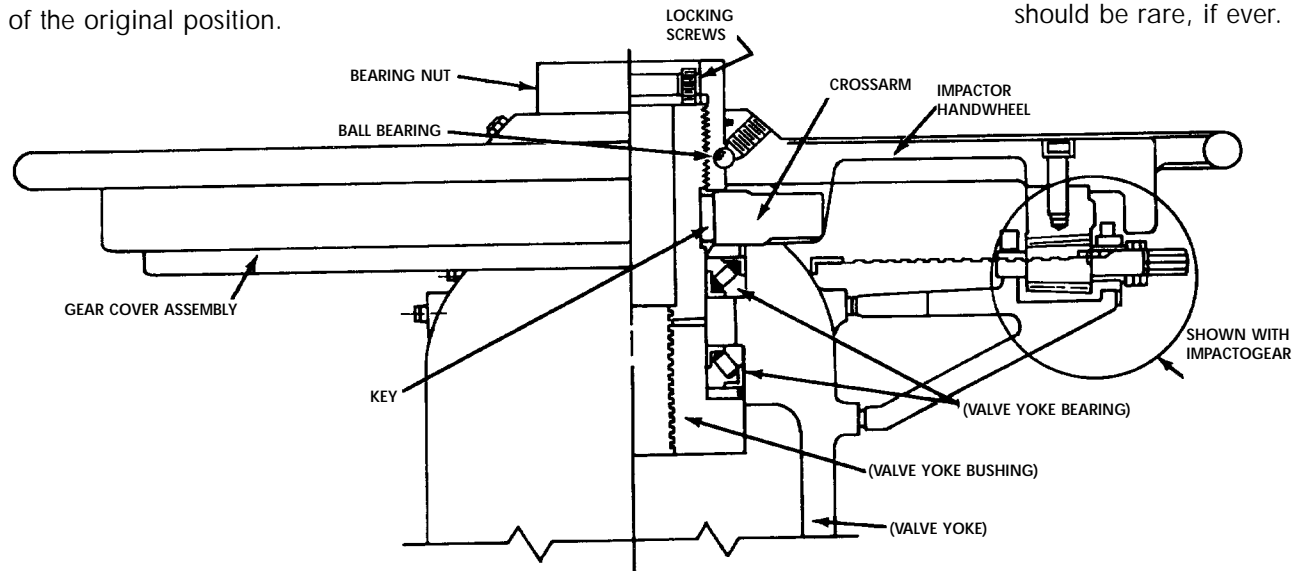 of the original position.
should be rare, if ever.
LOCKING
SCREWS
BEARING NUT
CROSSARM
IMPACTOR
HANDWHEEL
BALL BEARING
GEAR COVER ASSEMBLY
SHOWN WITH
IMPACTOGEAR
KEY
(VALVE YOKE BEARING)
(VALVE YOKE BUSHING)
(VALVE YOKE)